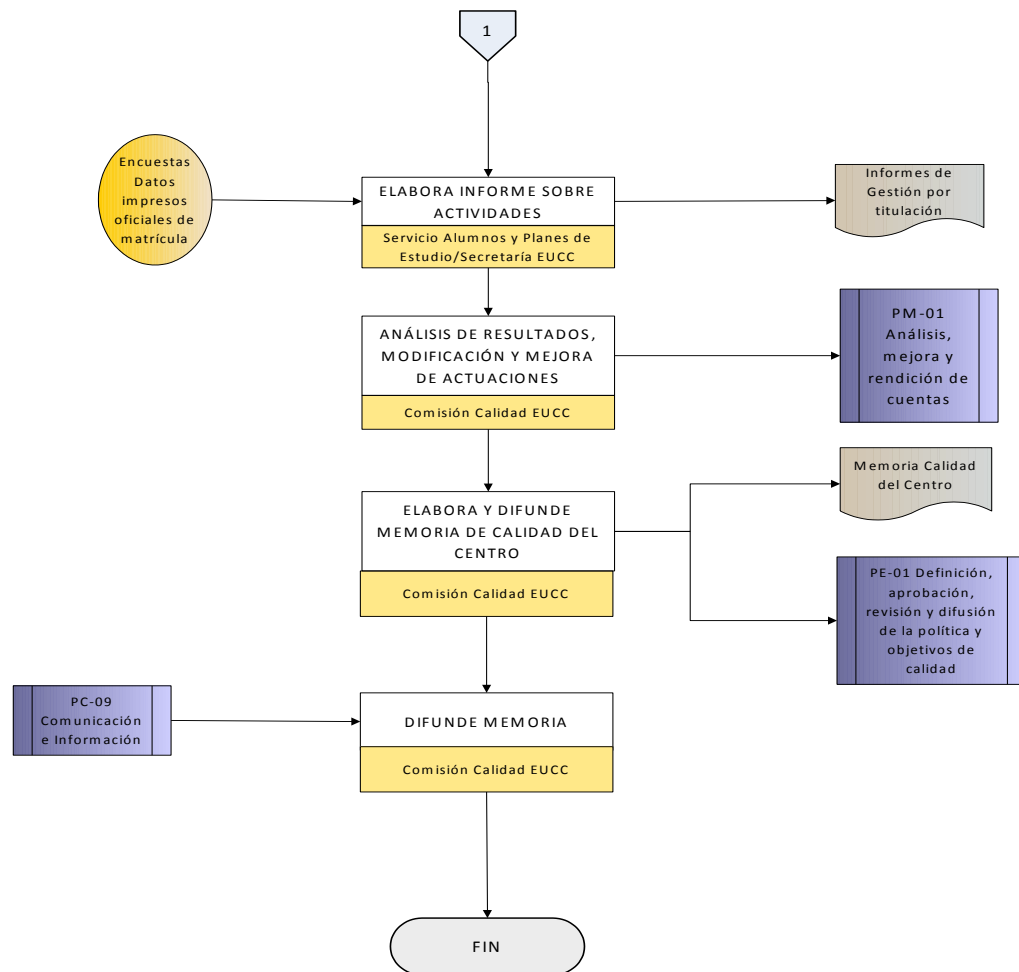 1
Encuestas
Datos
impresos
oficiales de
matrícula
ELABORA INFORME SOBRE
ACTIVIDADES
Servicio Alumnos y Planes de
Estudio/Secretaría EUCC
Informes de
Gestión por
titulación
ANÁLISIS DE RESULTADOS,
MODIFICACIÓN Y MEJORA
DE ACTUACIONES
Comisión Calidad EUCC
PM-01
Análisis,
mejora y
rendición de
cuentas
ELABORA Y DIFUNDE
MEMORIA DE CALIDAD DEL
CENTRO
Comisión Calidad EUCC
Memoria Calidad
del Centro
PE-01 Definición,
aprobación,
revisión y difusión
de la política y
objetivos de
calidad
PC-09
Comunicación
e Información
DIFUNDE MEMORIA
Comisión Calidad EUCC
FIN